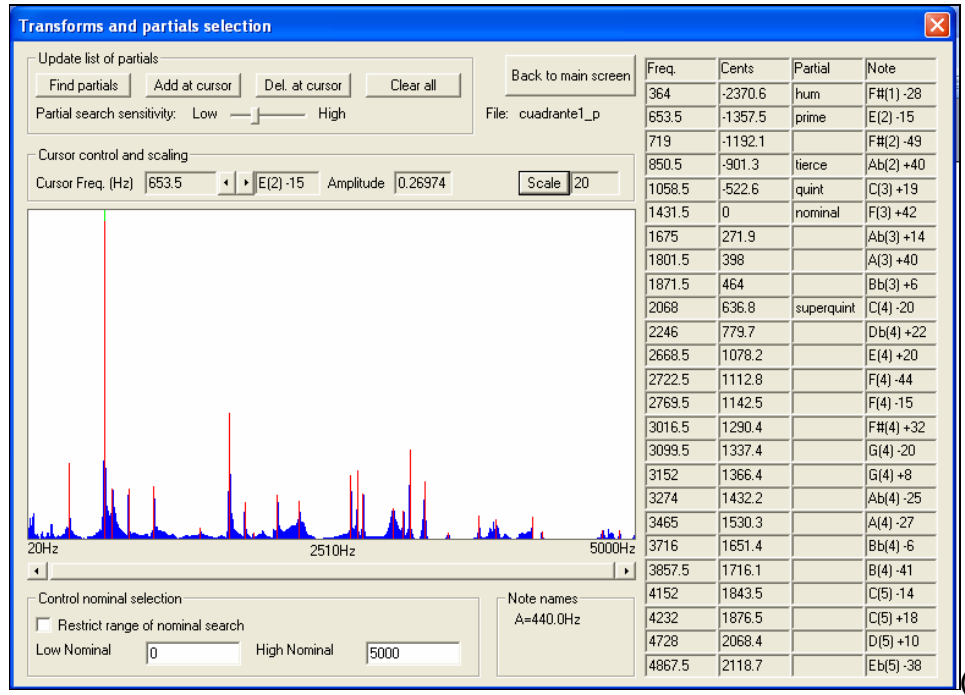 Transforms and partials selection
Update list of partials
Find partials Add at cursor Del. at cursor Clear all
Partial search sensitivity: Low High
Back to main screen
File: cuadrante1_p
Cursor control and scaling
Cursor Freq. (Hz) 653.5 E(2) -15 Amplitude 0.26974 Scale 20
20Hz 2510Hz 5000Hz
Control nominal selection
Restrict range of nominal search
Low Nominal 0 High Nominal 5000
Note names
A=440.0Hz
Freq. Cents Partial Note
364 -2370.6 hum F#(1) -28
653.5 -1357.5 prime E(2) -15
719 -1192.1 F#(2) -49
850.5 -901.3 tierce Ab(2) +40
1058.5 -522.6 quint C(3) +19
1431.5 0 nominal F(3) +42
1675 271.9 Ab(3) +14
1801.5 398 A(3) +40
1871.5 464 Bb(3) +6
2068 636.8 superquint C(4) -20
2246 779.7 Db(4) +22
2668.5 1078.2 E(4) +20
2722.5 1112.8 F(4) -44
2769.5 1142.5 F(4) -15
3016.5 1290.4 F#(4) +32
3099.5 1337.4 G(4) -20
3152 1366.4 G(4) +8
3274 1432.2 Ab(4) -25
3465 1530.3 A(4) -27
3716 1651.4 Bb(4) -6
3857.5 1716.1 B(4) -41
4152 1843.5 C(5) -14
4232 1876.5 C(5) +18
4728 2068.4 D(5) +10
4867.5 2118.7 Eb(5) -38
(